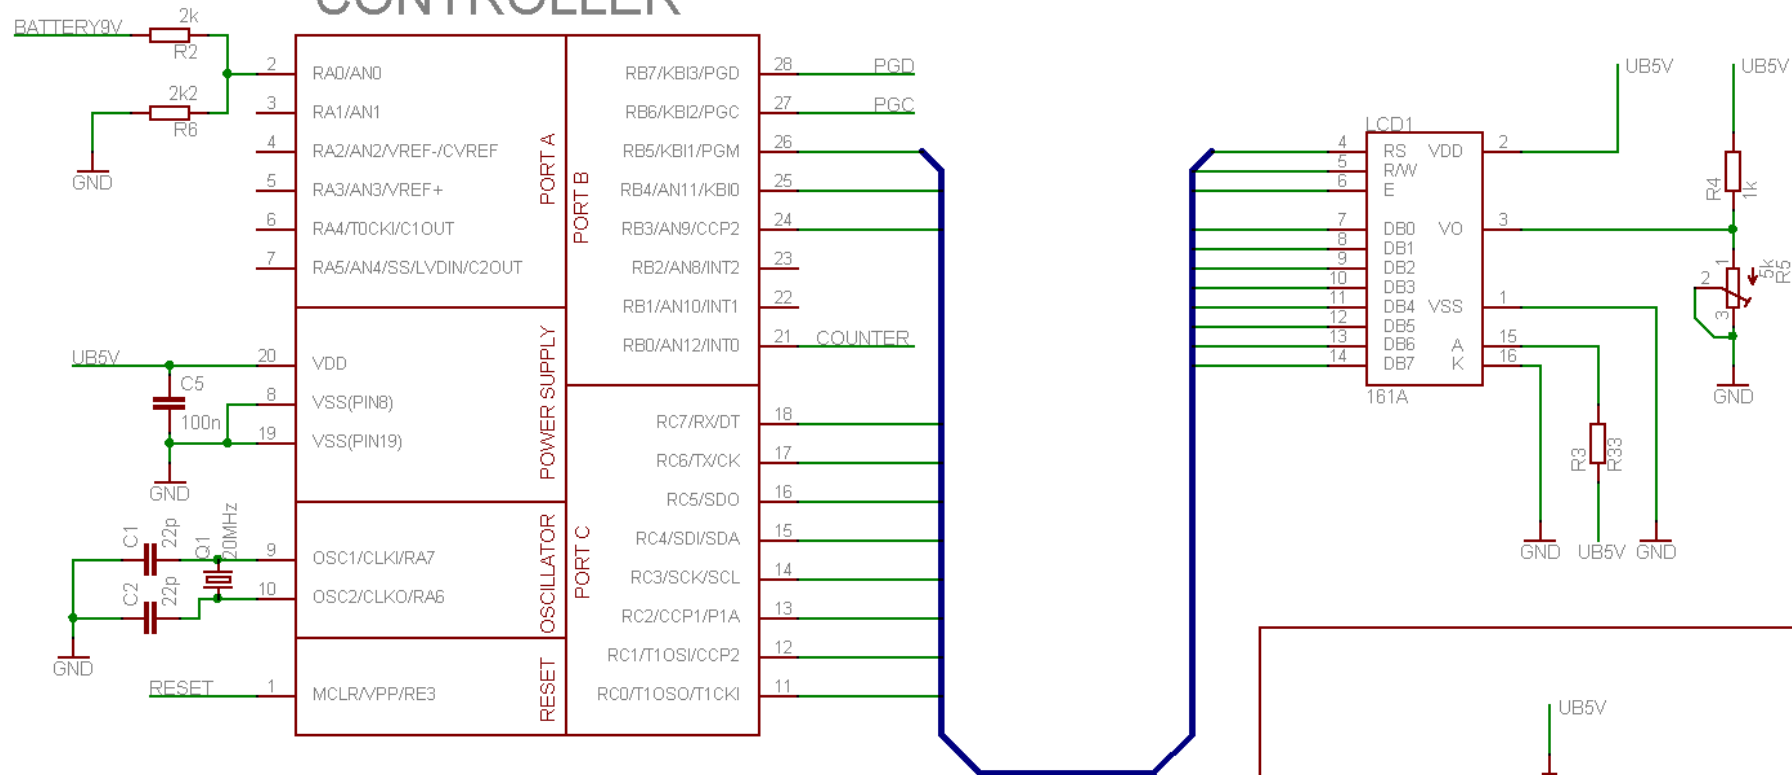 CONTROLLER
BATTERY9V
2k
R2
2k2
R6
GND
2 RA0/AN0
3 RA1/AN1
4 RA2/AN2/VREF-/CVREF
5 RA3/AN3/VREF+
6 RA4/T0CKI/C1OUT
7 RA5/AN4/SS/LVDIN/C2OUT
PORT A
UB5V
C5
100n
GND
20 VDD
8 VSS(PIN8)
19 VSS(PIN19)
POWER SUPPLY
C1
22p
C2
22p
Q1
20MHz
GND
9 OSC1/CLKI/RA7
10 OSC2/CLKO/RA6
OSCILLATOR
RESET
1 MCLR/VPP/RE3
RESET
PORT B
RB7/KBI3/PGD 28 PGD
RB6/KBI2/PGC 27 PGC
RB5/KBI1/PGM 26
RB4/AN11/KBI0 25
RB3/AN9/CCP2 24
RB2/AN8/INT2 23
RB1/AN10/INT1 22
RB0/AN12/INT0 21 COUNTER
PORT C
RC7/RX/DT 18
RC6/TX/CK 17
RC5/SDO 16
RC4/SDI/SDA 15
RC3/SCK/SCL 14
RC2/CCP1/P1A 13
RC1/T1OSI/CCP2 12
RC0/T1OSO/T1CKI 11
LCD1
4 RS
5 R/W
6 E
7 DB0
8 DB1
9 DB2
10 DB3
11 DB4
12 DB5
13 DB6
14 DB7
VDD 2
VO 3
VSS 1
A 15
K 16
161A
UB5V
UB5V
R4
1k
1
2
3
5k
R5
GND
R3
R33
GND
UB5V
GND
UB5V